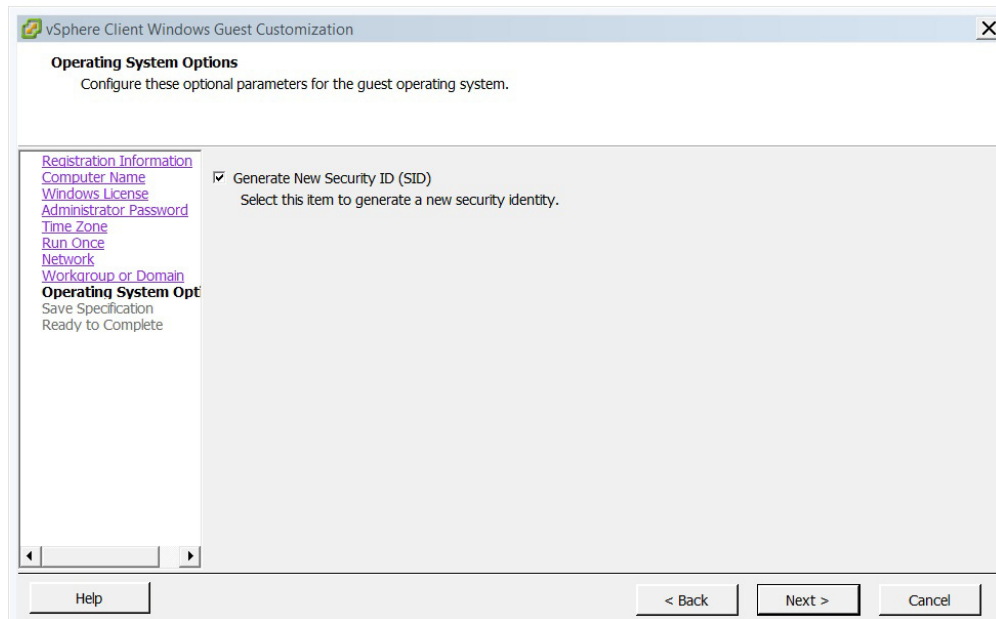 vSphere Client Windows Guest Customization
Operating System Options
Configure these optional parameters for the guest operating system.
Registration Information
Computer Name
Windows License
Administrator Password
Time Zone
Run Once
Network
Workgroup or Domain
Operating System Opti
Save Specification
Ready to Complete
Generate New Security ID (SID)
Select this item to generate a new security identity.
Help
< Back
Next >
Cancel